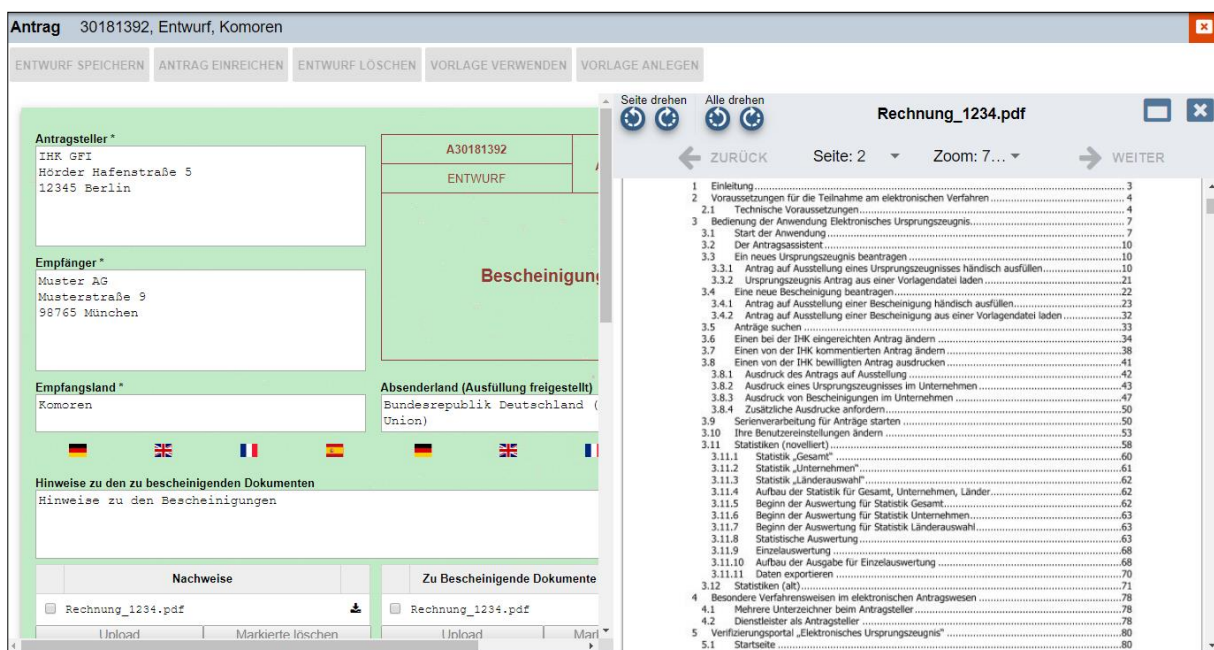 Antrag 30181392, Entwurf, Komoren
ENTWURF SPEICHERN ANTRAG EINREICHEN ENTWURF LÖSCHEN VORLAGE VERWENDEN VORLAGE ANLEGEN
Antragsteller *
IHK GFI
Hörder Hafenstraße 5
12345 Berlin
A30181392
ENTWURF
Bescheinigung
Empfänger *
Muster AG
Musterstraße 9
98765 München
Empfangsland *
Komoren
Absenderland (Ausfüllung freigestellt)
Bundesrepublik Deutschland (
Union)
Hinweise zu den zu bescheinigenden Dokumenten
Hinweise zu den Bescheinigungen
Nachweise
Rechnung_1234.pdf
Upload Markierte löschen
Zu Bescheinigende Dokumente
Rechnung_1234.pdf
Upload Mar
Seite drehen Alle drehen
Rechnung_1234.pdf
ZURÜCK Seite: 2 Zoom: 7... WEITER
1 Einleitung 3
2 Voraussetzungen für die Teilnahme am elektronischen Verfahren 4
2.1 Technische Voraussetzungen 4
3 Bedienung der Anwendung Elektronisches Ursprungszeugnis 7
3.1 Start der Anwendung 7
3.2 Der Antragsassistent 10
3.3 Ein neues Ursprungszeugnis beantragen 10
3.3.1 Antrag auf Ausstellung eines Ursprungszeugnisses händisch ausfüllen 10
3.3.2 Ursprungszeugnis Antrag aus einer Vorlagendatei laden 21
3.4 Eine neue Bescheinigung beantragen 22
3.4.1 Antrag auf Ausstellung einer Bescheinigung händisch ausfüllen 23
3.4.2 Antrag auf Ausstellung einer Bescheinigung aus einer Vorlagendatei laden 32
3.5 Anträge suchen 33
3.6 Einen bei der IHK eingereichten Antrag ändern 34
3.7 Einen von der IHK kommentierten Antrag ändern 38
3.8 Einen von der IHK bewilligten Antrag ausdrucken 41
3.8.1 Ausdruck des Antrags auf Ausstellung 42
3.8.2 Ausdruck eines Ursprungszeugnisses im Unternehmen 43
3.8.3 Ausdruck von Bescheinigungen im Unternehmen 47
3.8.4 Zusätzliche Ausdrucke anfordern 50
3.9 Serienverarbeitung für Anträge starten 50
3.10 Ihre Benutzereinstellungen ändern 53
3.11 Statistiken (novelliert) 58
3.11.1 Statistik „Gesamt" 60
3.11.2 Statistik „Unternehmen" 61
3.11.3 Statistik „Länderauswahl" 62
3.11.4 Aufbau der Statistik für Gesamt, Unternehmen, Länder 62
3.11.5 Beginn der Auswertung für Statistik Gesamt 62
3.11.6 Beginn der Auswertung für Statistik Unternehmen 63
3.11.7 Beginn der Auswertung für Statistik Länderauswahl 63
3.11.8 Statistische Auswertung 63
3.11.9 Einzelauswertung 68
3.11.10 Aufbau der Ausgabe für Einzelauswertung 68
3.11.11 Daten exportieren 70
3.12 Statistiken (alt) 71
4 Besondere Verfahrensweisen im elektronischen Antragswesen 78
4.1 Mehrere Unterzeichner beim Antragsteller 78
4.2 Dienstleister als Antragsteller 78
5 Verifizierungsportal „Elektronisches Ursprungszeugnis" 80
5.1 Startseite 80